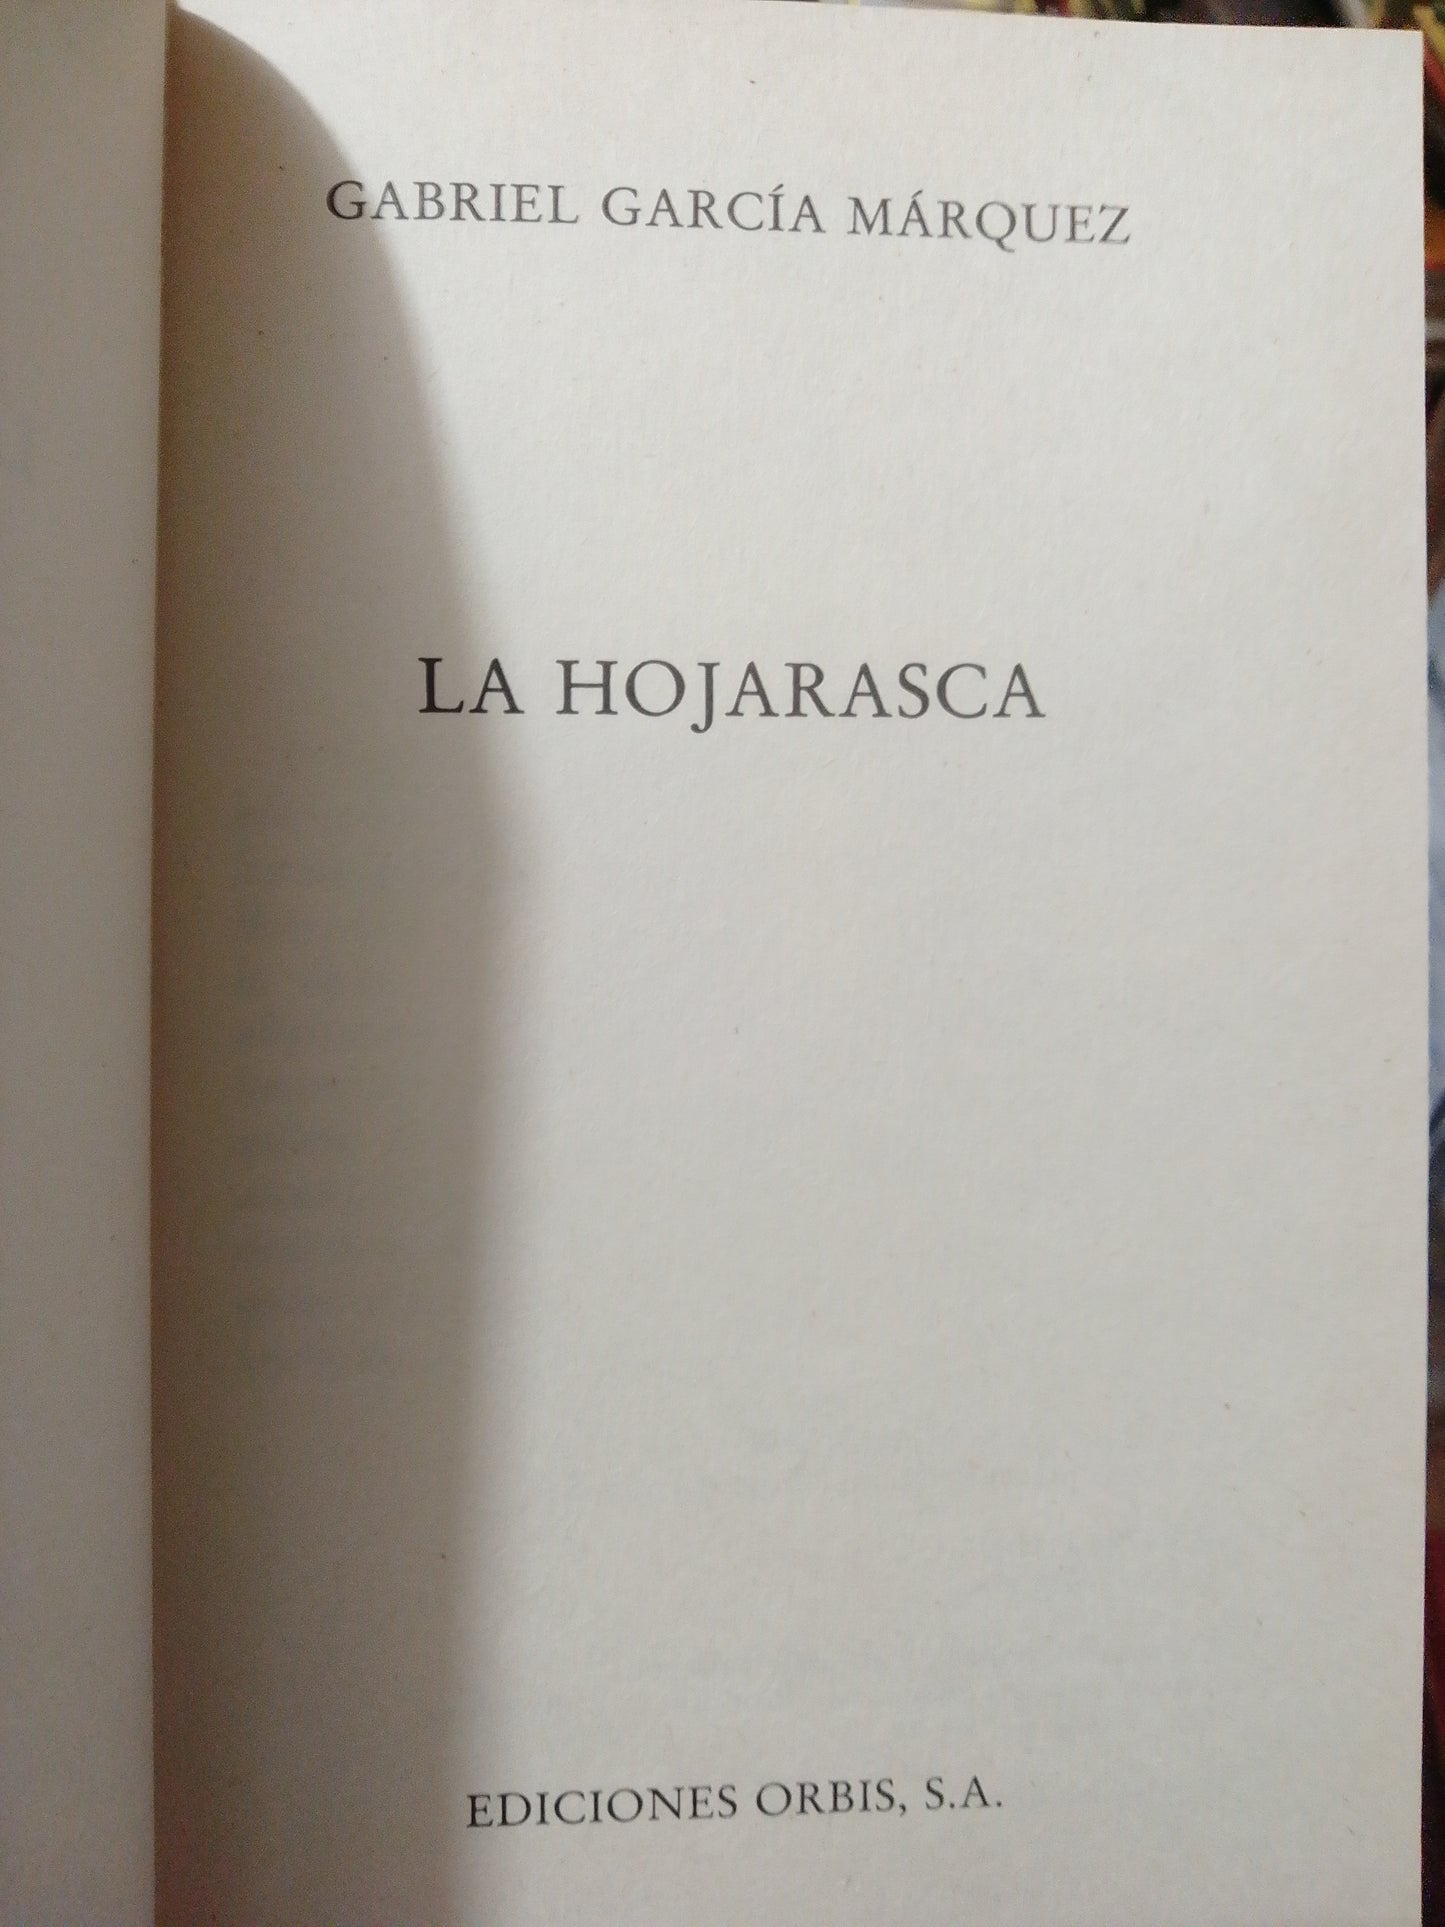 GABRIEL GARCÍA MÁRQUEZ
LA HOJARASCA
EDICIONES ORBIS, S.A.